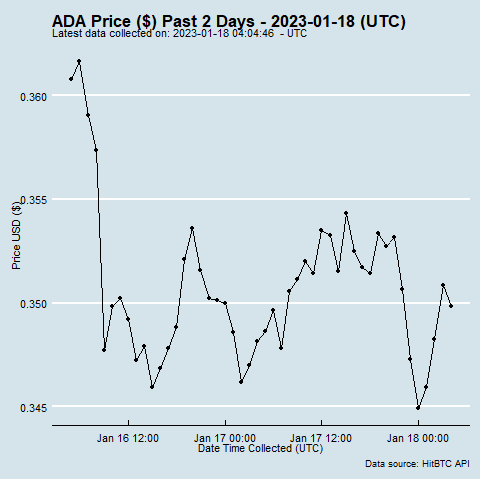 ADA Price ($) Past 2 Days - 2023-01-18 (UTC)
Latest data collected on: 2023-01-18 04:04:46 - UTC
0.360
0.355
Price USD ($)
0.350
0.345
Jan 16 12:00 Jan 17 00:00 Jan 17 12:00 Jan 18 00:00
Date Time Collected (UTC)
Data source: HitBTC API